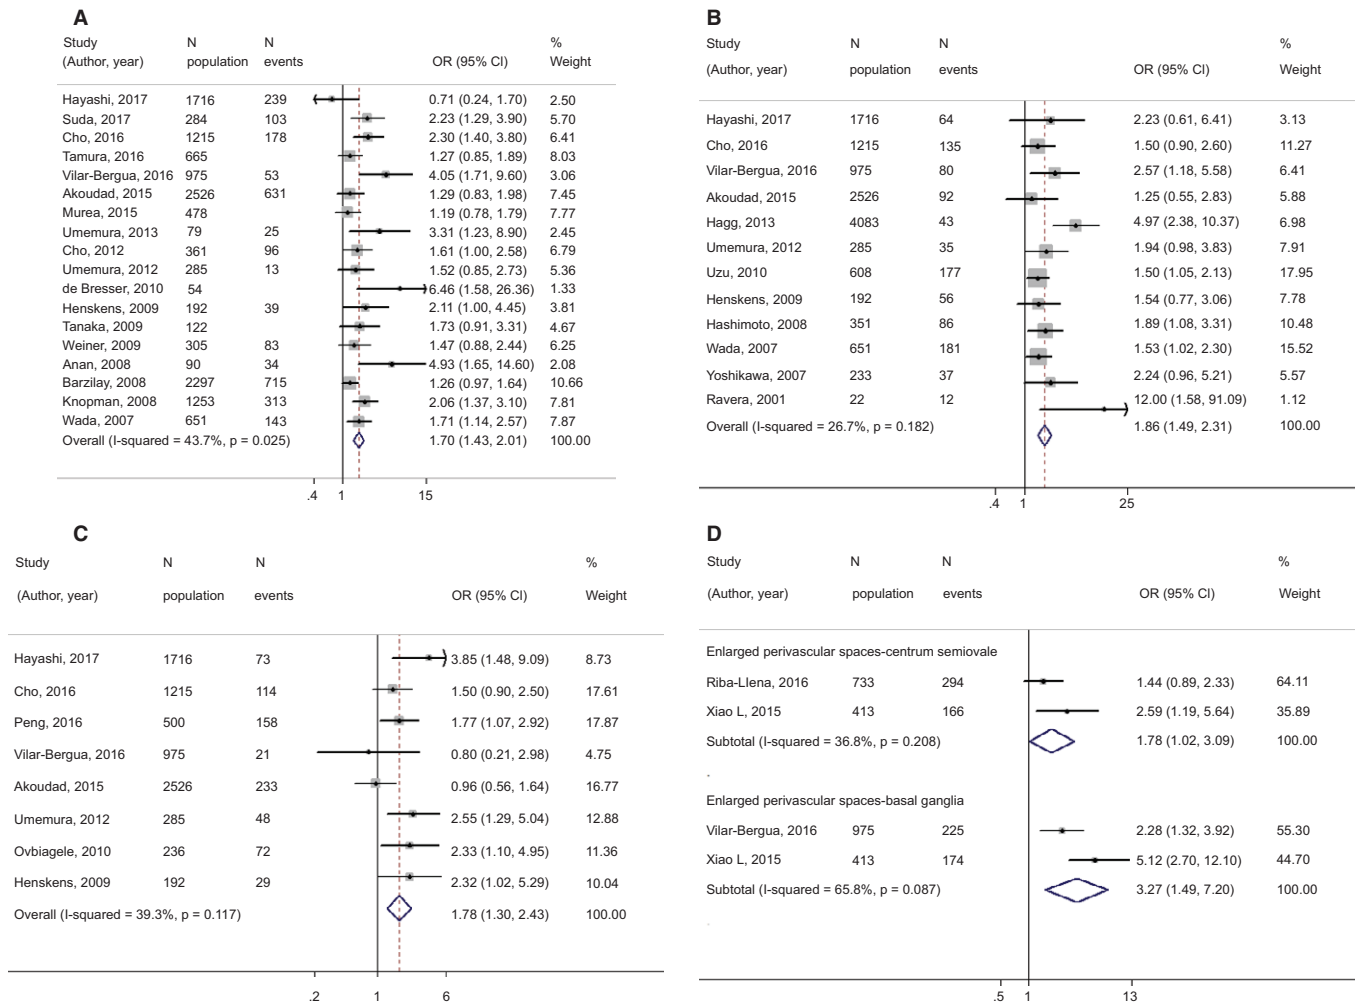 A
Study N N %
(Author, year) population events OR (95% CI) Weight
Hayashi, 2017 1716 239 0.71 (0.24, 1.70) 2.50
Suda, 2017 284 103 2.23 (1.29, 3.90) 5.70
Cho, 2016 1215 178 2.30 (1.40, 3.80) 6.41
Tamura, 2016 665 1.27 (0.85, 1.89) 8.03
Vilar-Bergua, 2016 975 53 4.05 (1.71, 9.60) 3.06
Akoudad, 2015 2526 631 1.29 (0.83, 1.98) 7.45
Murea, 2015 478 1.19 (0.78, 1.79) 7.77
Umemura, 2013 79 25 3.31 (1.23, 8.90) 2.45
Cho, 2012 361 96 1.61 (1.00, 2.58) 6.79
Umemura, 2012 285 13 1.52 (0.85, 2.73) 5.36
de Bresser, 2010 54 6.46 (1.58, 26.36) 1.33
Henskens, 2009 192 39 2.11 (1.00, 4.45) 3.81
Tanaka, 2009 122 1.73 (0.91, 3.31) 4.67
Weiner, 2009 305 83 1.47 (0.88, 2.44) 6.25
Anan, 2008 90 34 4.93 (1.65, 14.60) 2.08
Barzilay, 2008 2297 715 1.26 (0.97, 1.64) 10.66
Knopman, 2008 1253 313 2.06 (1.37, 3.10) 7.81
Wada, 2007 651 143 1.71 (1.14, 2.57) 7.87
Overall (I-squared = 43.7%, p = 0.025) 1.70 (1.43, 2.01) 100.00
.4 1 15
B
Study N N %
(Author, year) population events OR (95% CI) Weight
Hayashi, 2017 1716 64 2.23 (0.61, 6.41) 3.13
Cho, 2016 1215 135 1.50 (0.90, 2.60) 11.27
Vilar-Bergua, 2016 975 80 2.57 (1.18, 5.58) 6.41
Akoudad, 2015 2526 92 1.25 (0.55, 2.83) 5.88
Hagg, 2013 4083 43 4.97 (2.38, 10.37) 6.98
Umemura, 2012 285 35 1.94 (0.98, 3.83) 7.91
Uzu, 2010 608 177 1.50 (1.05, 2.13) 17.95
Henskens, 2009 192 56 1.54 (0.77, 3.06) 7.78
Hashimoto, 2008 351 86 1.89 (1.08, 3.31) 10.48
Wada, 2007 651 181 1.53 (1.02, 2.30) 15.52
Yoshikawa, 2007 233 37 2.24 (0.96, 5.21) 5.57
Ravera, 2001 22 12 12.00 (1.58, 91.09) 1.12
Overall (I-squared = 26.7%, p = 0.182) 1.86 (1.49, 2.31) 100.00
.4 1 25
C
Study N N %
(Author, year) population events OR (95% CI) Weight
Hayashi, 2017 1716 73 3.85 (1.48, 9.09) 8.73
Cho, 2016 1215 114 1.50 (0.90, 2.50) 17.61
Peng, 2016 500 158 1.77 (1.07, 2.92) 17.87
Vilar-Bergua, 2016 975 21 0.80 (0.21, 2.98) 4.75
Akoudad, 2015 2526 233 0.96 (0.56, 1.64) 16.77
Umemura, 2012 285 48 2.55 (1.29, 5.04) 12.88
Ovbiagele, 2010 236 72 2.33 (1.10, 4.95) 11.36
Henskens, 2009 192 29 2.32 (1.02, 5.29) 10.04
Overall (I-squared = 39.3%, p = 0.117) 1.78 (1.30, 2.43) 100.00
.2 1 6
D
Study N N %
(Author, year) population events OR (95% CI) Weight
Enlarged perivascular spaces-centrum semiovale
Riba-Llena, 2016 733 294 1.44 (0.89, 2.33) 64.11
Xiao L, 2015 413 166 2.59 (1.19, 5.64) 35.89
Subtotal (I-squared = 36.8%, p = 0.208) 1.78 (1.02, 3.09) 100.00
.
Enlarged perivascular spaces-basal ganglia
Vilar-Bergua, 2016 975 225 2.28 (1.32, 3.92) 55.30
Xiao L, 2015 413 174 5.12 (2.70, 12.10) 44.70
Subtotal (I-squared = 65.8%, p = 0.087) 3.27 (1.49, 7.20) 100.00
.
.5 1 13